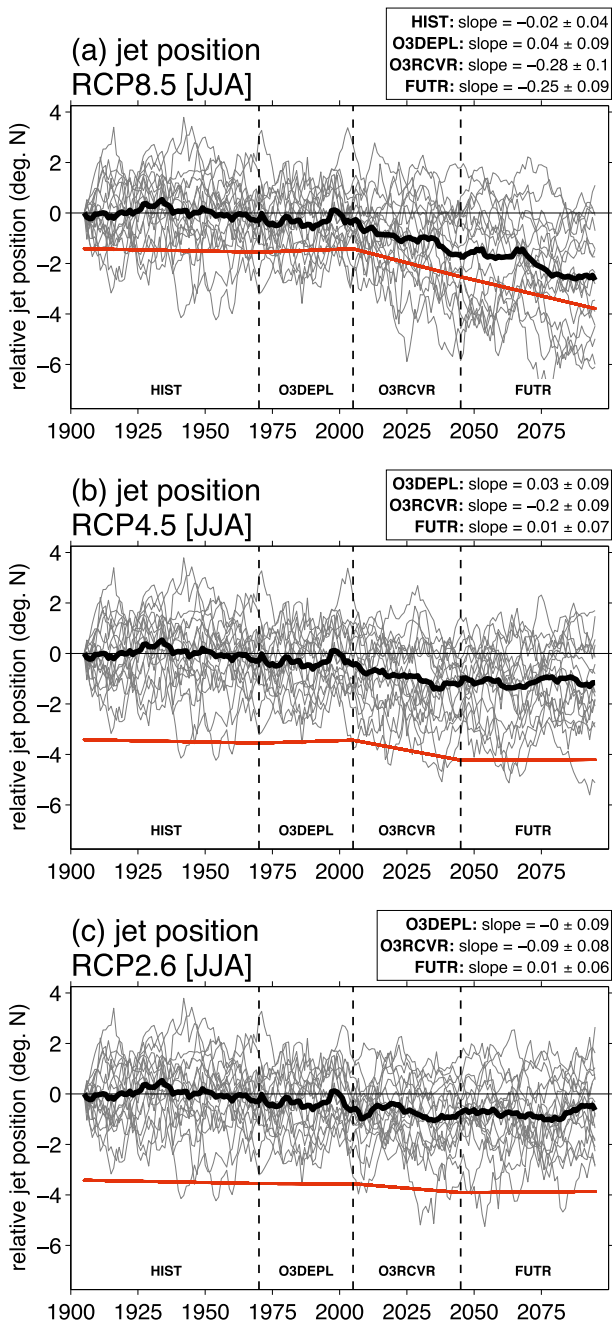 HIST: slope = −0.02 ± 0.04
O3DEPL: slope = 0.04 ± 0.09
O3RCVR: slope = −0.28 ± 0.1
FUTR: slope = −0.25 ± 0.09
(a) jet position
RCP8.5 [JJA]
relative jet position (deg. N)
4
2
0
−2
−4
−6
HIST O3DEPL O3RCVR FUTR
1900 1925 1950 1975 2000 2025 2050 2075
O3DEPL: slope = 0.03 ± 0.09
O3RCVR: slope = −0.2 ± 0.09
FUTR: slope = 0.01 ± 0.07
(b) jet position
RCP4.5 [JJA]
relative jet position (deg. N)
4
2
0
−2
−4
−6
HIST O3DEPL O3RCVR FUTR
1900 1925 1950 1975 2000 2025 2050 2075
O3DEPL: slope = −0 ± 0.09
O3RCVR: slope = −0.09 ± 0.08
FUTR: slope = 0.01 ± 0.06
(c) jet position
RCP2.6 [JJA]
relative jet position (deg. N)
4
2
0
−2
−4
−6
HIST O3DEPL O3RCVR FUTR
1900 1925 1950 1975 2000 2025 2050 2075